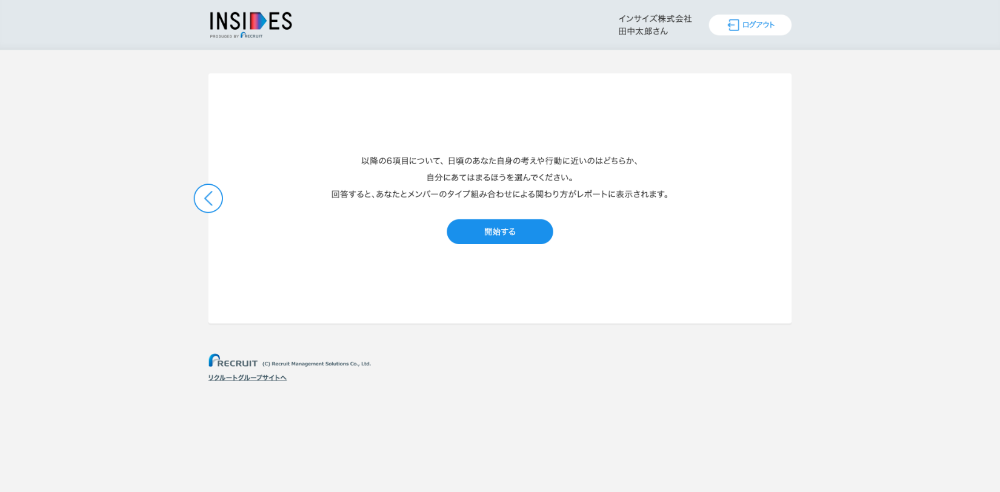 INSIDES
PRODUCED BY RECRUIT
インサイズ株式会社
田中太郎さん
ログアウト
以降の6項目について、日頃のあなた自身の考えや行動に近いのはどちらか、
自分にあてはまるほうを選んでください。
回答すると、あなたとメンバーのタイプ組み合わせによる関わり方がレポートに表示されます。
開始する
RECRUIT (C) Recruit Management Solutions Co., Ltd.
リクルートグループサイトへ